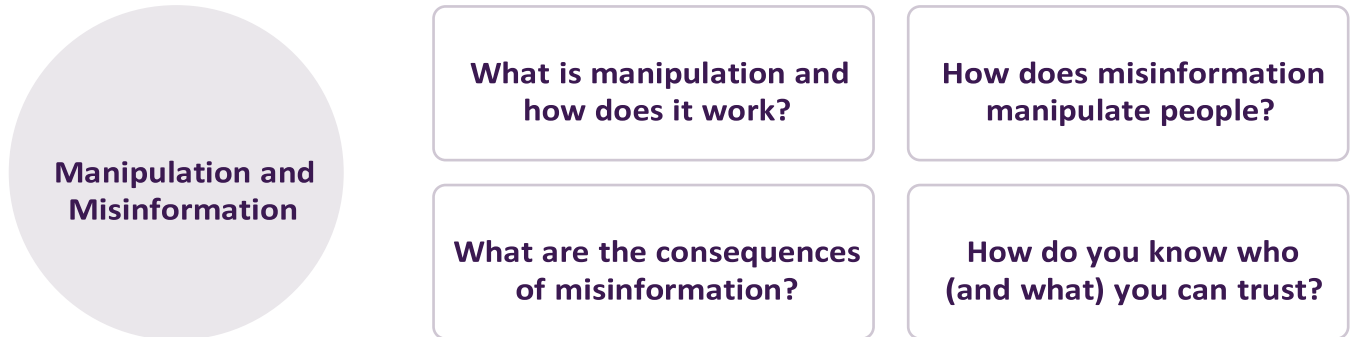 Manipulation and
Misinformation
What is manipulation and
how does it work?
How does misinformation
manipulate people?
What are the consequences
of misinformation?
How do you know who
(and what) you can trust?